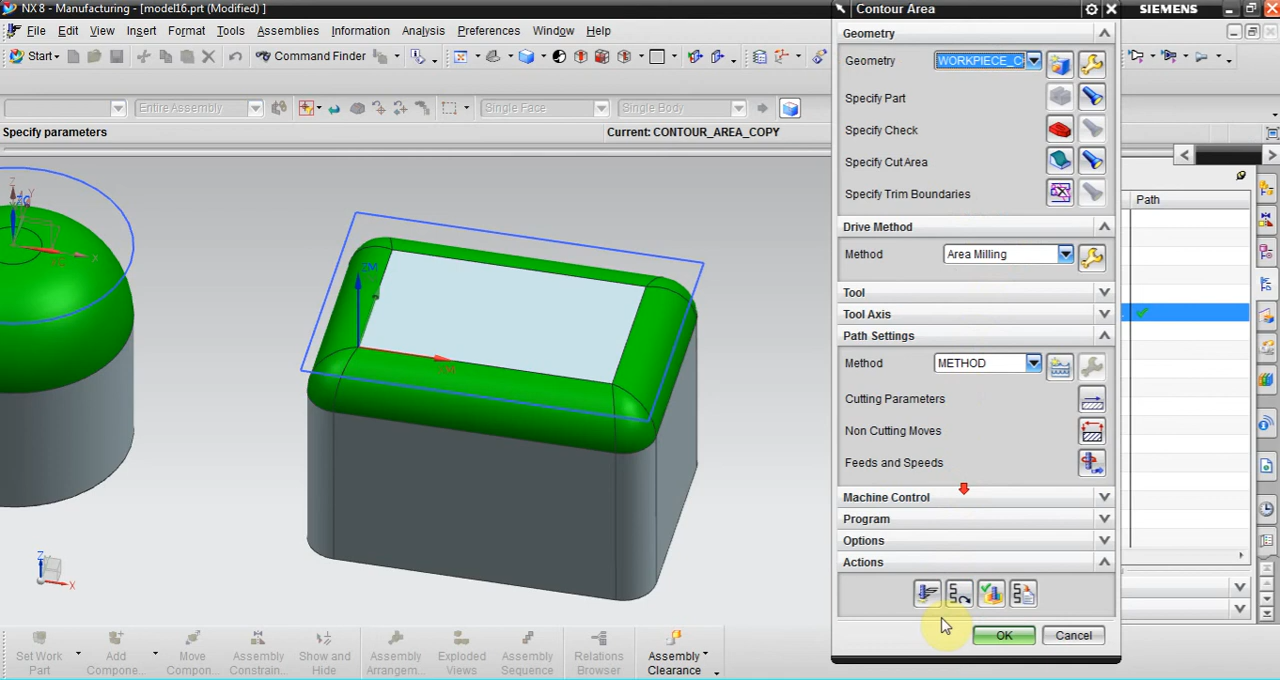 NX 8 - Manufacturing - [model16.prt (Modified) ]
Contour Area
SIEMENS
File Edit View Insert Format Tools Assemblies Information Analysis Preferences Window Help
Start
Command Finder
Entire Assembly
Single Face
Single Body
Specify parameters
Current: CONTOUR_AREA_COPY
Geometry
Geometry
WORKPIECE_C
Specify Part
Specify Check
Specify Cut Area
Specify Trim Boundaries
Drive Method
Method
Area Milling
Tool
Tool Axis
Path Settings
Method
METHOD
Cutting Parameters
Non Cutting Moves
Feeds and Speeds
Machine Control
Program
Options
Actions
OK
Cancel
Path
ZM
Z
Y
X
Z
X
Set Work
Part
Add
Compone...
Move
Compon...
Assembly
Constrain...
Show and
Hide
Assembly
Arrangem...
Exploded
Views
Assembly
Sequence
Relations
Browser
Assembly
Clearance